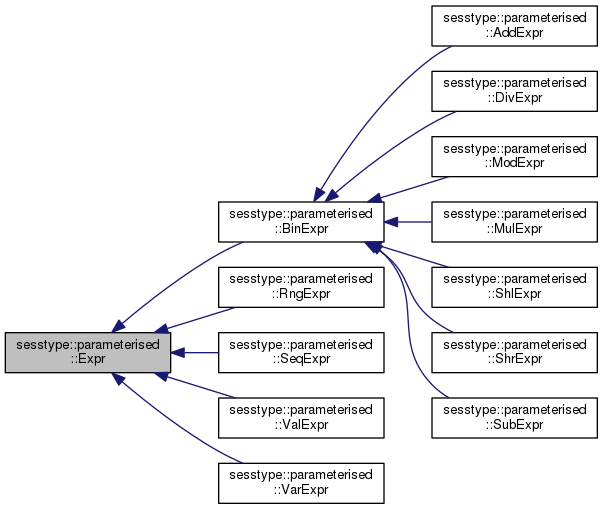 sesstype::parameterised
::AddExpr
sesstype::parameterised
::DivExpr
sesstype::parameterised
::ModExpr
sesstype::parameterised
::BinExpr
sesstype::parameterised
::MulExpr
sesstype::parameterised
::RngExpr
sesstype::parameterised
::ShlExpr
sesstype::parameterised
::Expr
sesstype::parameterised
::SeqExpr
sesstype::parameterised
::ShrExpr
sesstype::parameterised
::ValExpr
sesstype::parameterised
::SubExpr
sesstype::parameterised
::VarExpr